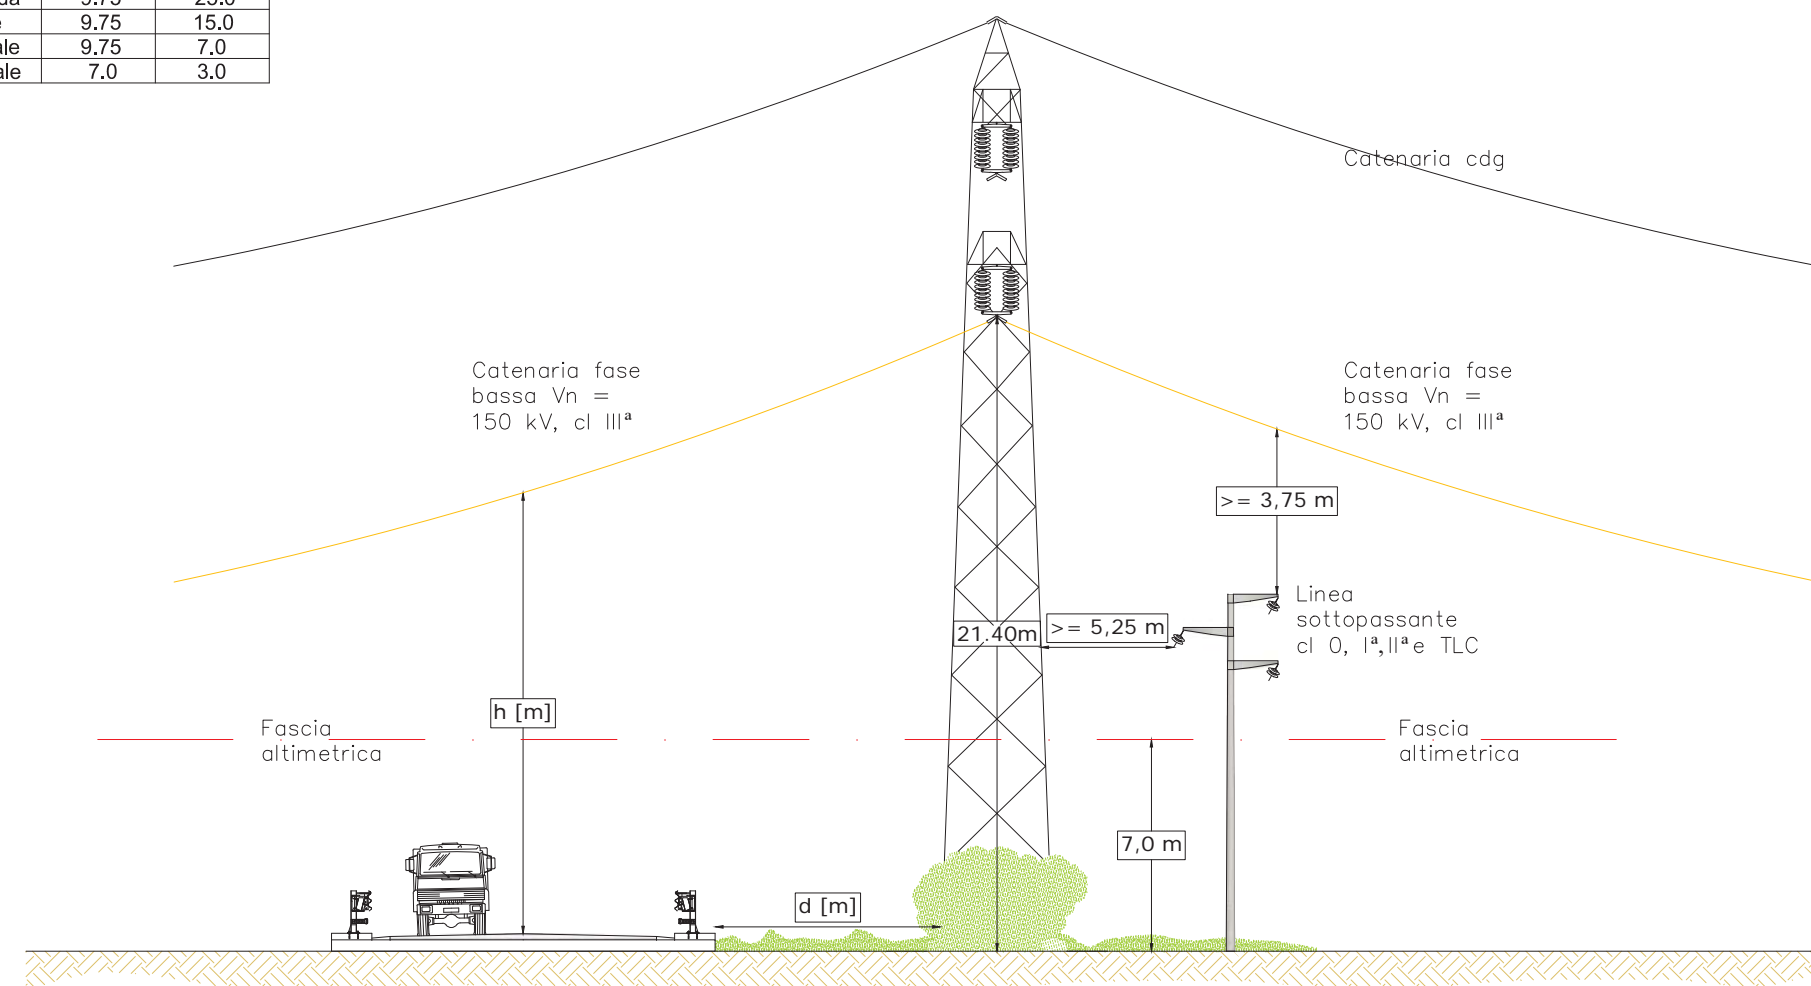 9.75 15.0
9.75 7.0
7.0 3.0
Catenaria cdg
Catenaria fase
bassa Vn =
150 kV, cl IIIª
Catenaria fase
bassa Vn =
150 kV, cl IIIª
>= 3,75 m
Linea
sottopassante
cl 0, Iª,IIª e TLC
21.40m
>= 5,25 m
h [m]
Fascia
altimetrica
Fascia
altimetrica
7,0 m
d [m]